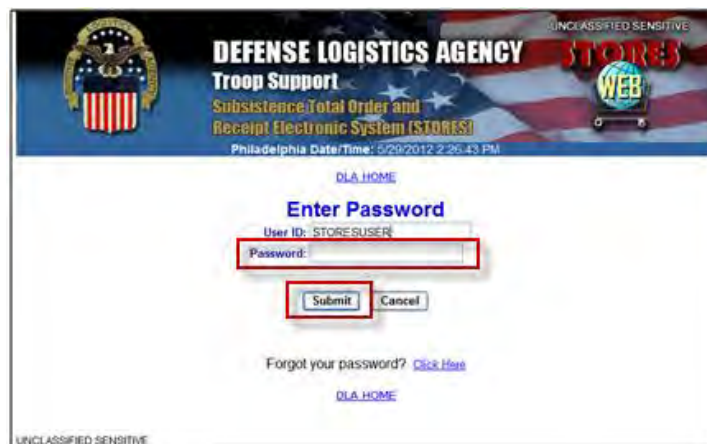 UNCLASSIFIED SENSITIVE
DEFENSE LOGISTICS AGENCY
STORES
Troop Support
WEB
Subsistence Total Order and
Receipt Electronic System (STORES)
Philadelphia Date/Time: 5/29/2012 2:26:43 PM
DLA HOME
Enter Password
User ID: STORESUSER
Password:
Submit Cancel
Forgot your password? Click Here
DLA HOME
UNCLASSIFIED SENSITIVE